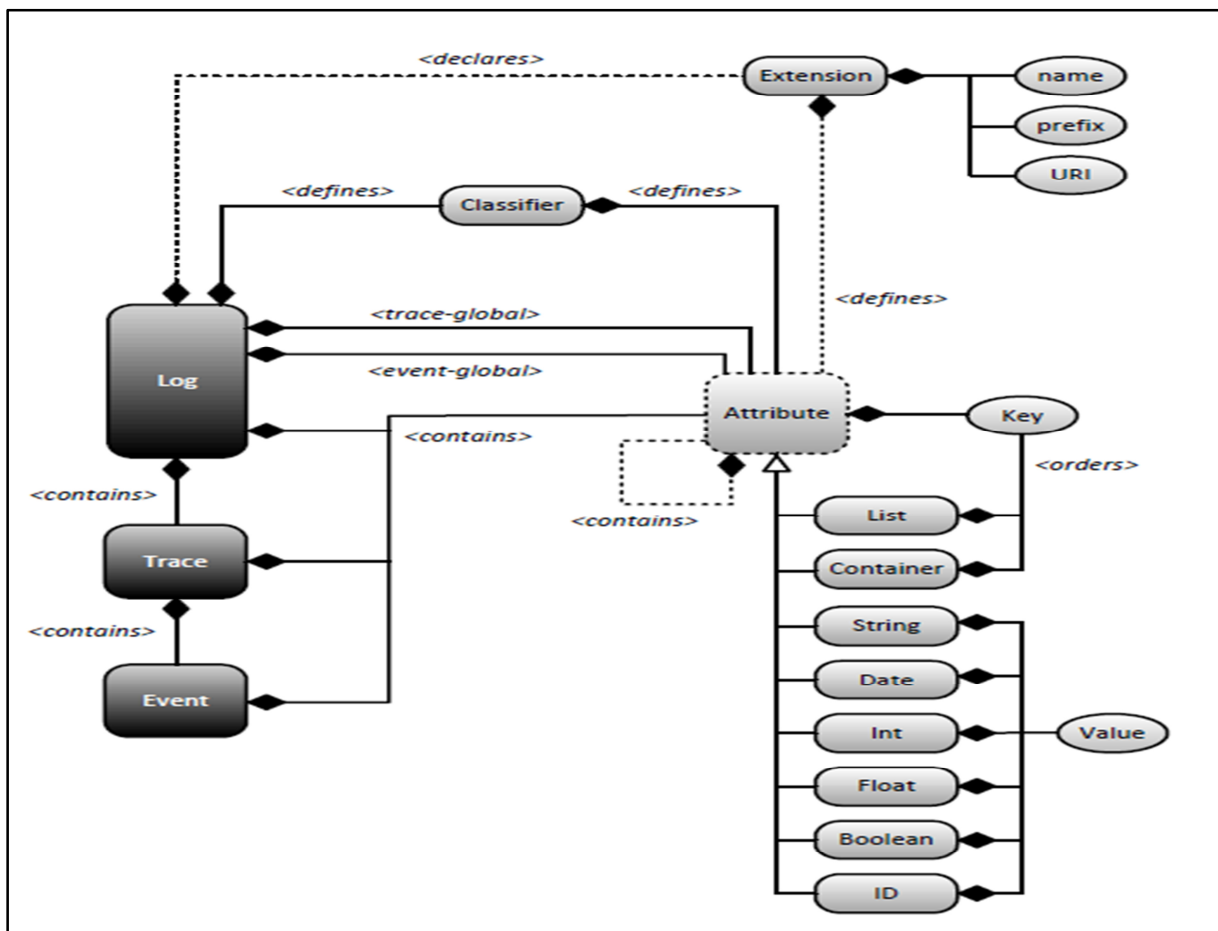 <declares>
Extension
name
prefix
URI
<defines>
Classifier
<defines>
<defines>
<trace-global>
Log
<event-global>
Attribute
Key
<contains>
<orders>
<contains>
List
<contains>
Trace
Container
String
<contains>
Date
Event
Int
Value
Float
Boolean
ID